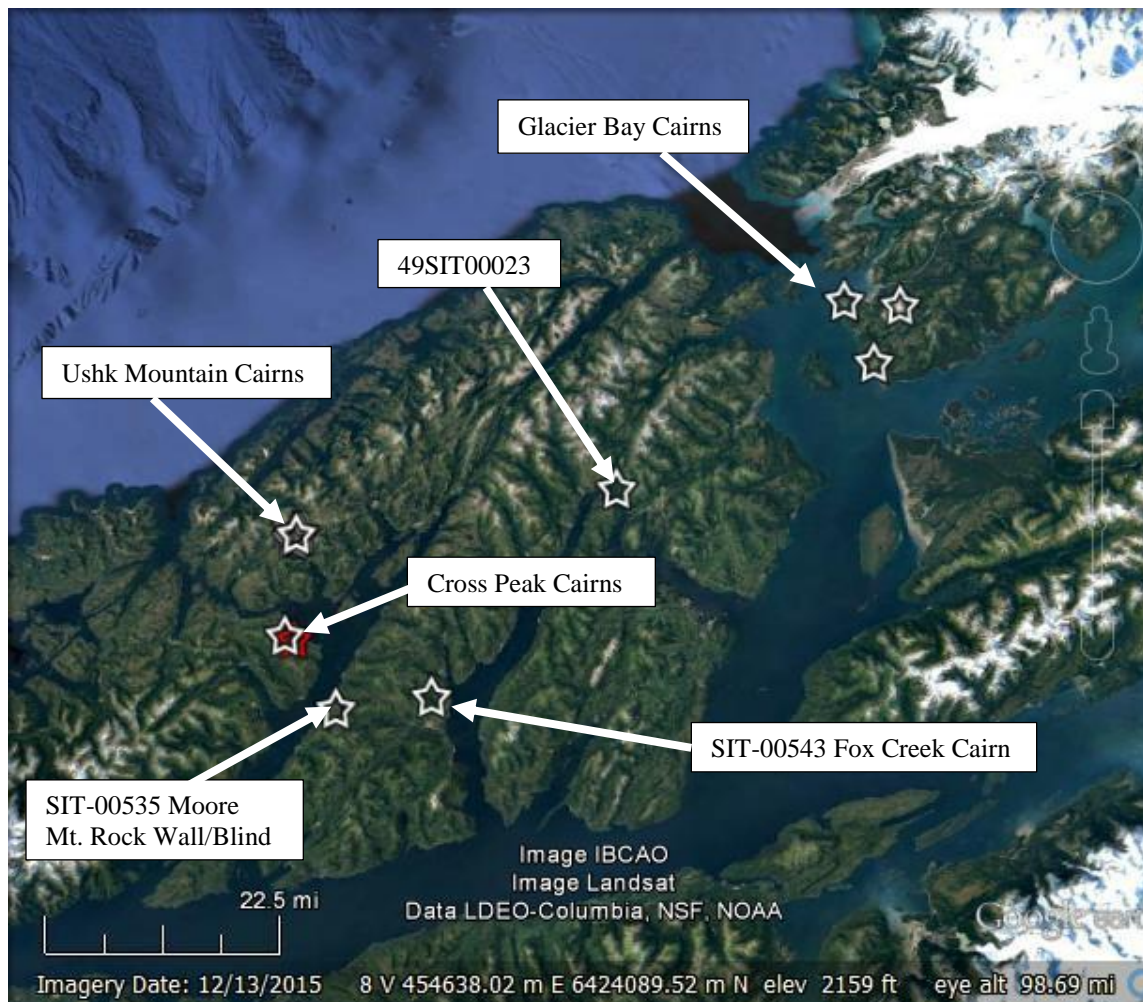 Glacier Bay Cairns
49SIT00023
Ushk Mountain Cairns
Cross Peak Cairns
SIT-00543 Fox Creek Cairn
SIT-00535 Moore
Mt. Rock Wall/Blind
Image IBCAO
Image Landsat
Data LDEO-Columbia, NSF, NOAA
22.5 mi
Google earth
Imagery Date: 12/13/2015 8 V 454638.02 m E 6424089.52 m N elev 2159 ft eye alt 98.69 mi